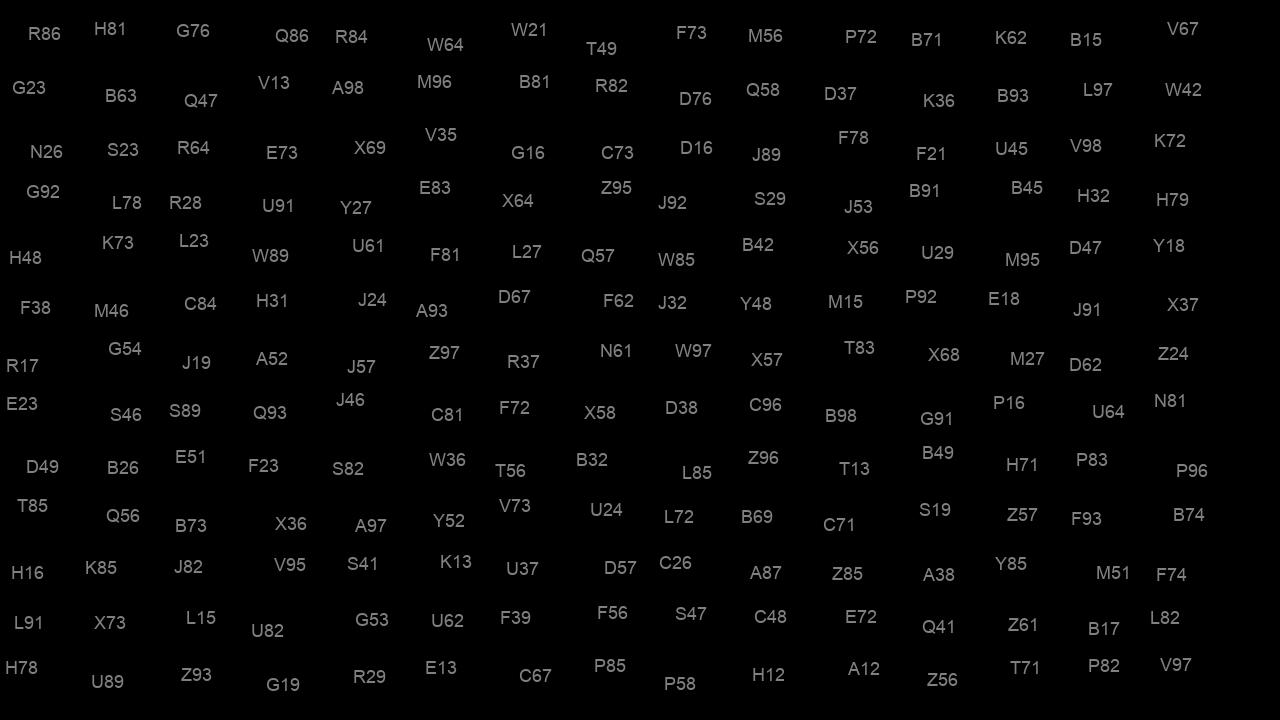 R86 H81 G76 Q86 R84 W64 W21 T49 F73 M56 P72 B71 K62 B15 V67
G23 B63 Q47 V13 A98 M96 B81 R82 D76 Q58 D37 K36 B93 L97 W42
N26 S23 R64 E73 X69 V35 G16 C73 D16 J89 F78 F21 U45 V98 K72
G92 L78 R28 U91 Y27 E83 X64 Z95 J92 S29 J53 B91 B45 H32 H79
H48 K73 L23 W89 U61 F81 L27 Q57 W85 B42 X56 U29 M95 D47 Y18
F38 M46 C84 H31 J24 A93 D67 F62 J32 Y48 M15 P92 E18 J91 X37
R17 G54 J19 A52 J57 Z97 R37 N61 W97 X57 T83 X68 M27 D62 Z24
E23 S46 S89 Q93 J46 C81 F72 X58 D38 C96 B98 G91 P16 U64 N81
D49 B26 E51 F23 S82 W36 T56 B32 L85 Z96 T13 B49 H71 P83 P96
T85 Q56 B73 X36 A97 Y52 V73 U24 L72 B69 C71 S19 Z57 F93 B74
H16 K85 J82 V95 S41 K13 U37 D57 C26 A87 Z85 A38 Y85 M51 F74
L91 X73 L15 U82 G53 U62 F39 F56 S47 C48 E72 Q41 Z61 B17 L82
H78 U89 Z93 G19 R29 E13 C67 P85 P58 H12 A12 Z56 T71 P82 V97